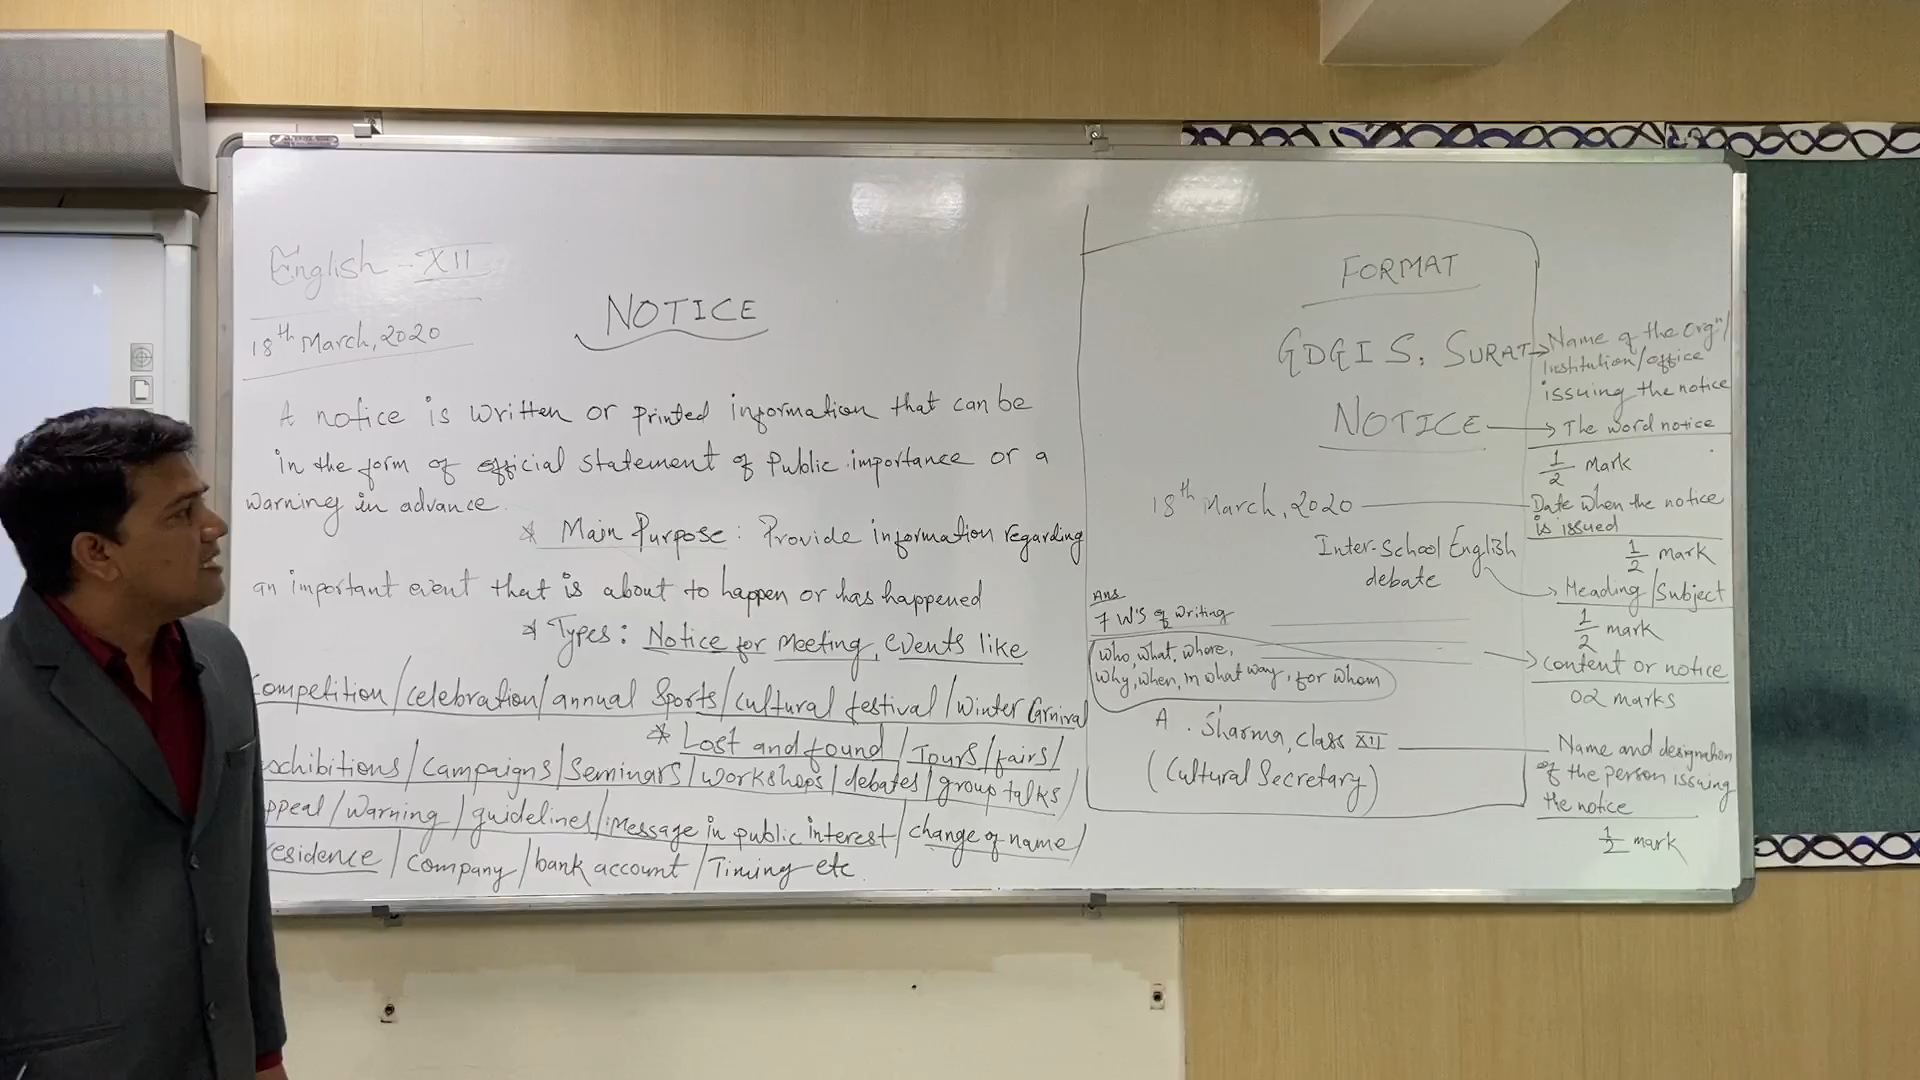 English - XII
18th March, 2020
NOTICE
A notice is written or printed information that can be
in the form of official statement of Public importance or a
warning in advance.
* Main Purpose: Provide information regarding
an important event that is about to happen or has happened
* Types: Notice for Meeting, events like
competition/celebration/annual Sports/cultural festival/Winter Carnival
* Lost and found/Tours/fairs/
exhibitions/campaigns/Seminars/workshops/debates/group talks/
ppeal/warning/guidelines/Message in public interest/change of name/
esidence/company/bank account/Timing etc.
FORMAT
GDGIS, SURAT
NOTICE
18th March, 2020
Inter-School English
debate
Ans
7 W'S of writing
who, what, where,
why, when, in what way, for whom
A. Sharma, class XII
(Cultural Secretary)
Name of the orgn/
Institution/office
issuing the notice
The word notice
1/2 Mark
Date when the notice
is issued
1/2 mark
Heading/Subject
1/2 mark
content or notice
02 marks
Name and designation
of the person issuing
the notice
1/2 mark